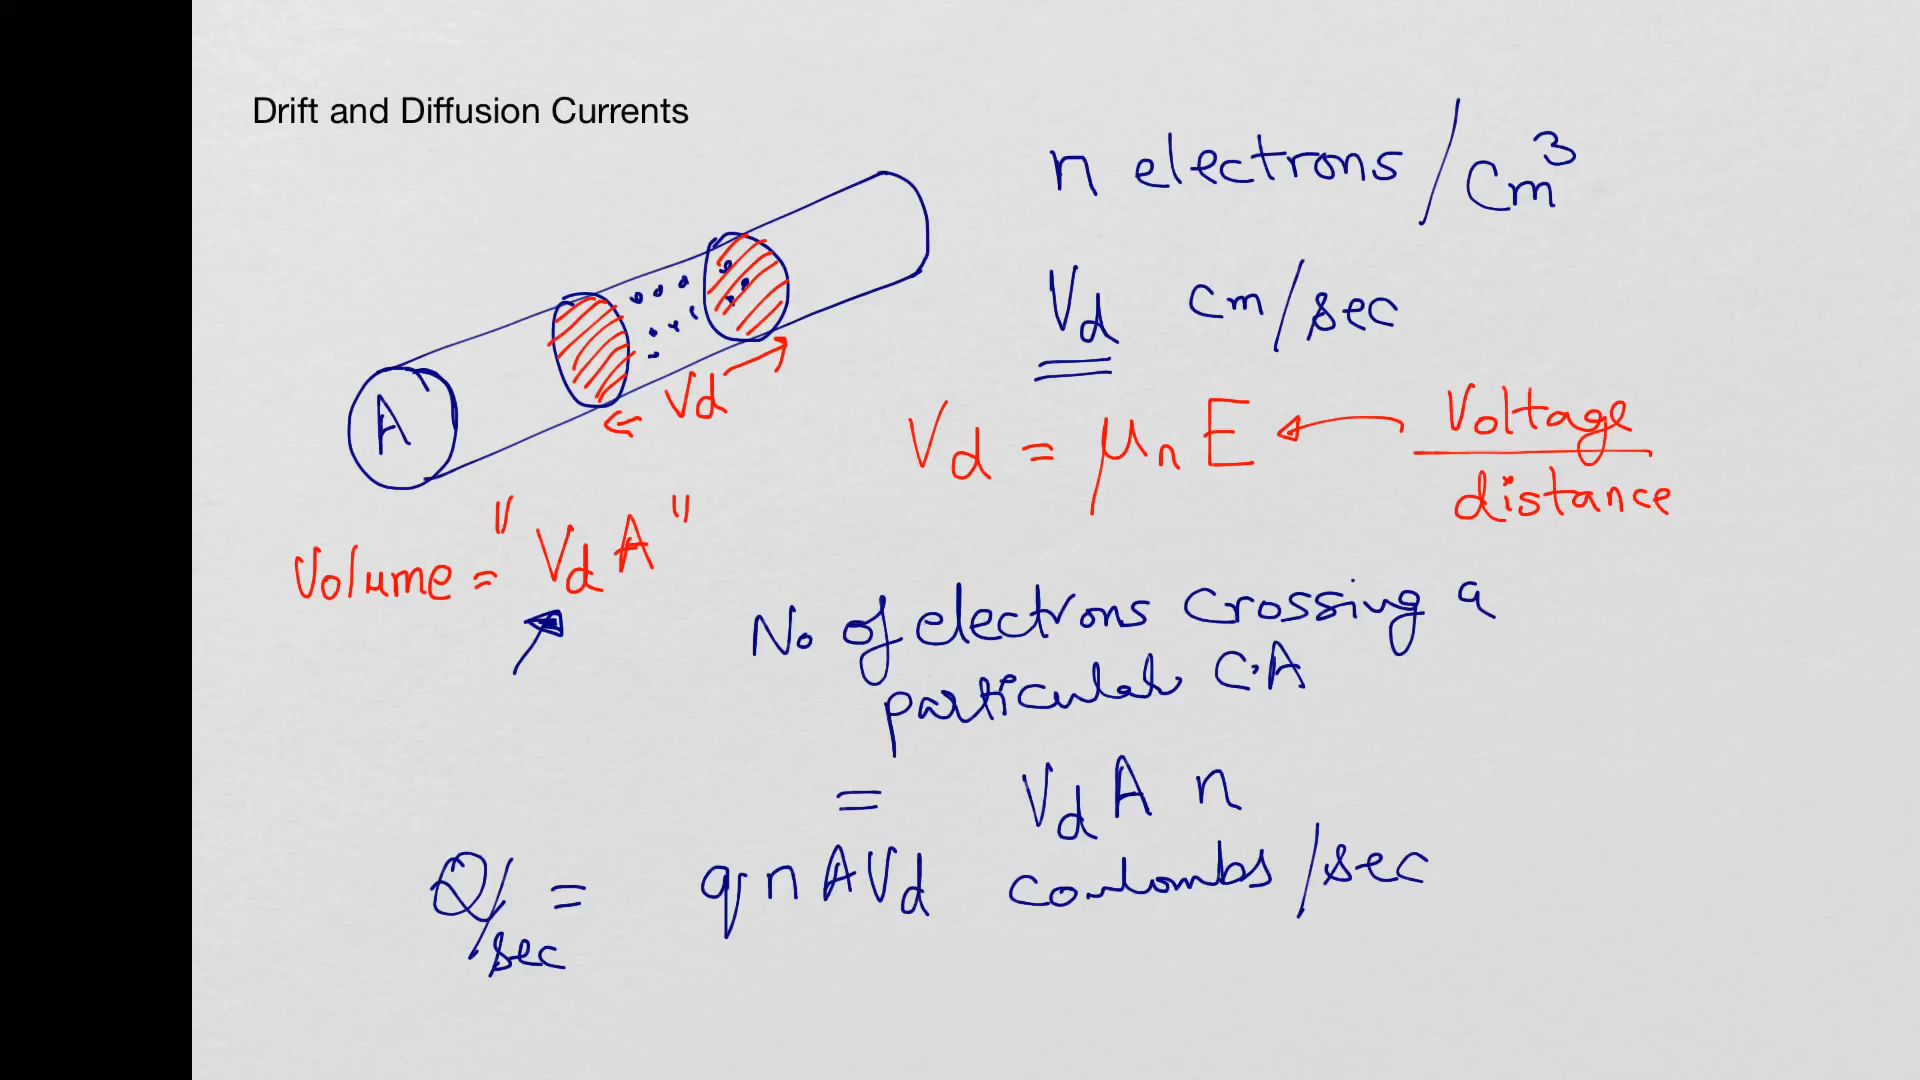 Drift and Diffusion Currents
n electrons/cm³
A
Vd
Vd cm/sec
Vd = μn E ← Voltage/distance
Volume = "Vd A"
No of electrons crossing a
particular C.A
= Vd A n
Q/sec = q n A Vd coulombs/sec